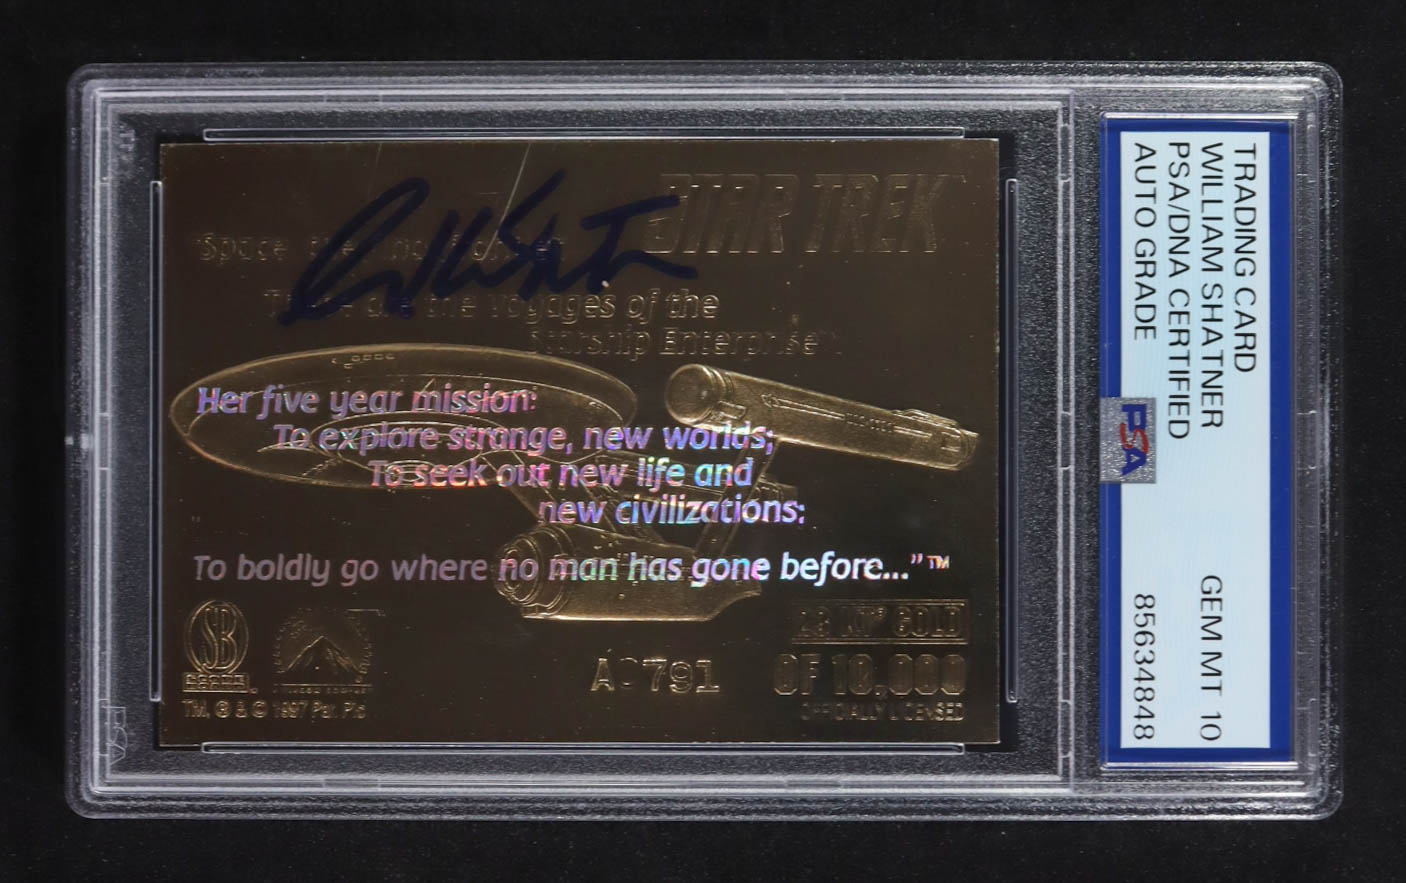 STAR TREK
Space the Final Frontier
These are the Voyages of the
Starship Enterprise
Her five year mission:
To explore strange, new worlds;
To seek out new life and
new civilizations:
To boldly go where no man has gone before..."™
23 KT GOLD
OF 10,000
OFFICIALLY LICENSED
791
SB
TM, ® & © 1997 Par. Pic
TRADING CARD
WILLIAM SHATNER GEM MT 10
PSA/DNA CERTIFIED
AUTO GRADE 85634848
PSA